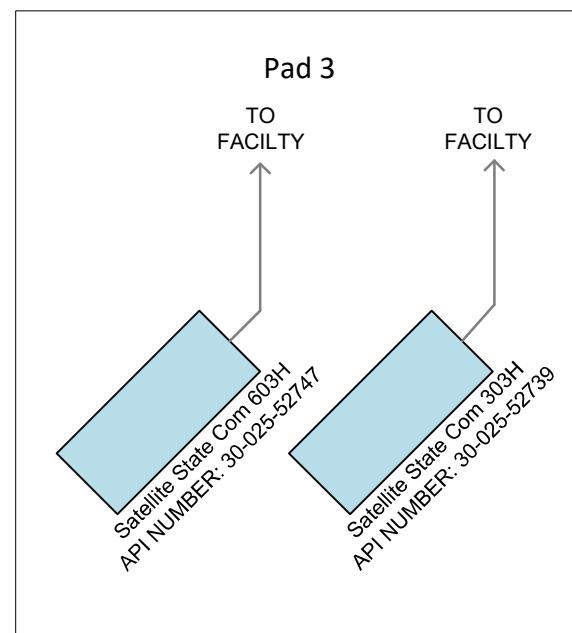 Pad 3
TO
FACILTY
TO
FACILTY
Satellite State Com 603H
API NUMBER: 30-025-52747
Satellite State Com 303H
API NUMBER: 30-025-52739